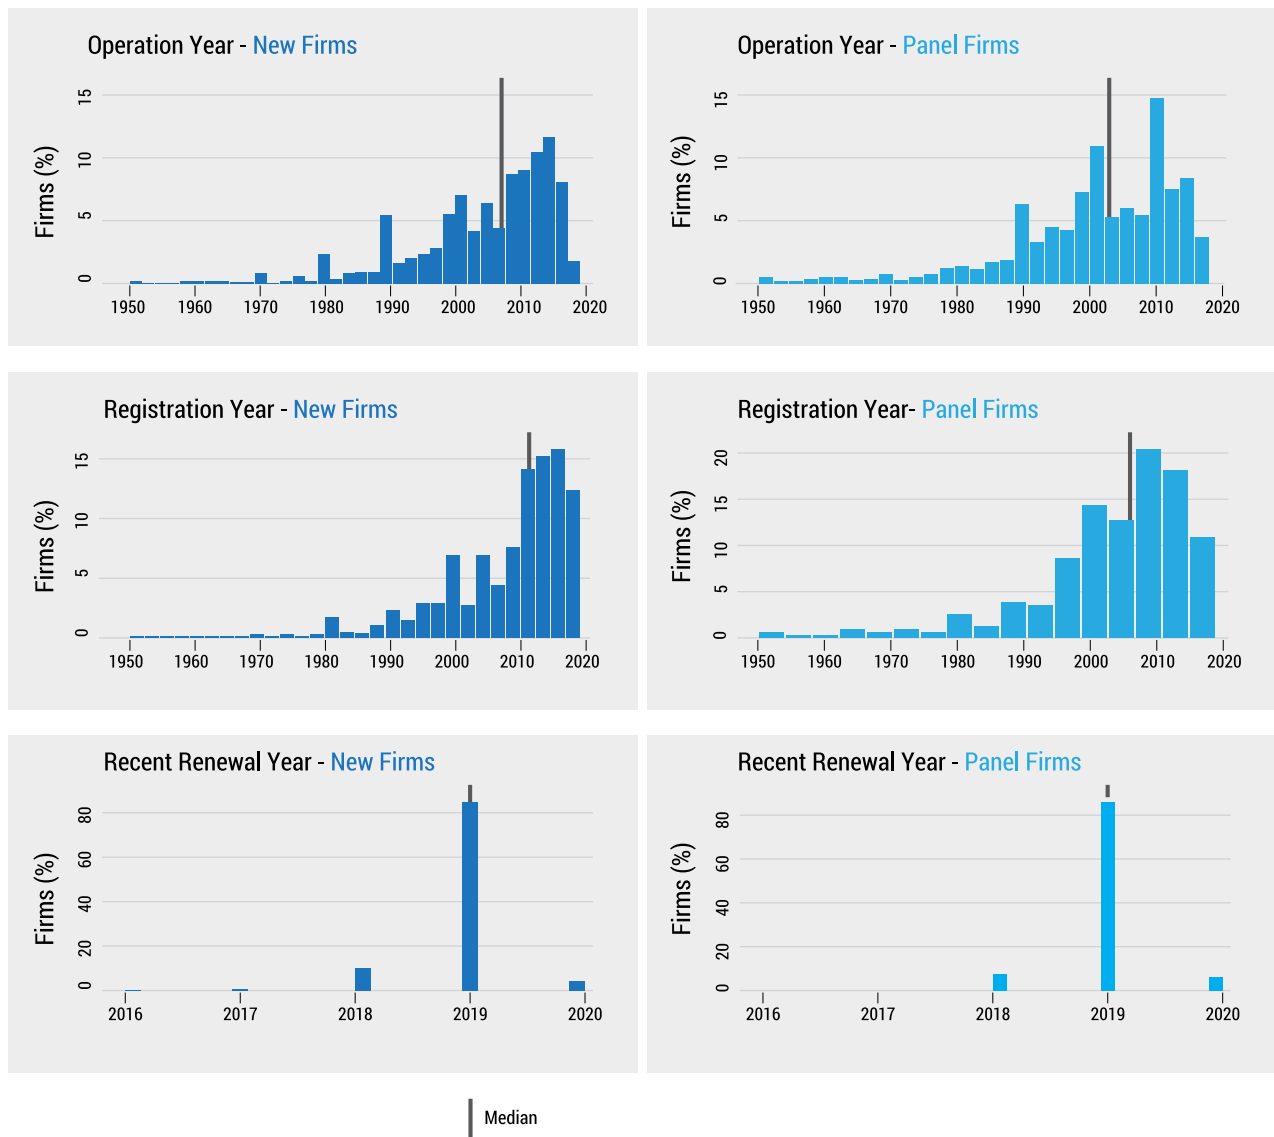 Operation Year - New Firms
Firms (%)
15
10
5
0
1950 1960 1970 1980 1990 2000 2010 2020
Operation Year - Panel Firms
Firms (%)
15
10
5
0
1950 1960 1970 1980 1990 2000 2010 2020
Registration Year - New Firms
Firms (%)
15
10
5
0
1950 1960 1970 1980 1990 2000 2010 2020
Registration Year- Panel Firms
Firms (%)
20
15
10
5
0
1950 1960 1970 1980 1990 2000 2010 2020
Recent Renewal Year - New Firms
Firms (%)
80
60
40
20
0
2016 2017 2018 2019 2020
Recent Renewal Year - Panel Firms
Firms (%)
80
60
40
20
0
2016 2017 2018 2019 2020
Median